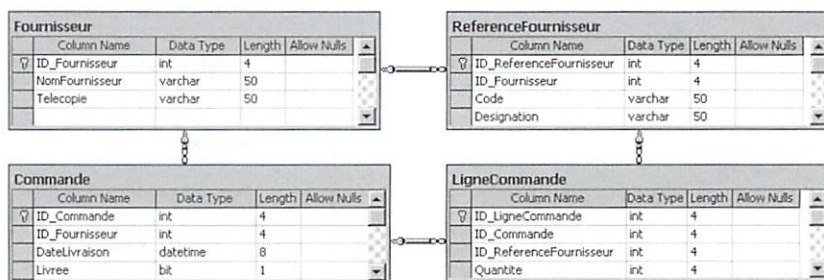 Fournisseur
Column Name Data Type Length Allow Nulls
ID_Fournisseur int 4
NomFournisseur varchar 50
Telecopie varchar 50
ReferenceFournisseur
Column Name Data Type Length Allow Nulls
ID_ReferenceFournisseur int 4
ID_Fournisseur int 4
Code varchar 50
Designation varchar 50
Commande
Column Name Data Type Length Allow Nulls
ID_Commande int 4
ID_Fournisseur int 4
DateLivraison datetime 8
Livree bit 1
LigneCommande
Column Name Data Type Length Allow Nulls
ID_LigneCommande int 4
ID_Commande int 4
ID_ReferenceFournisseur int 4
Quantite int 4